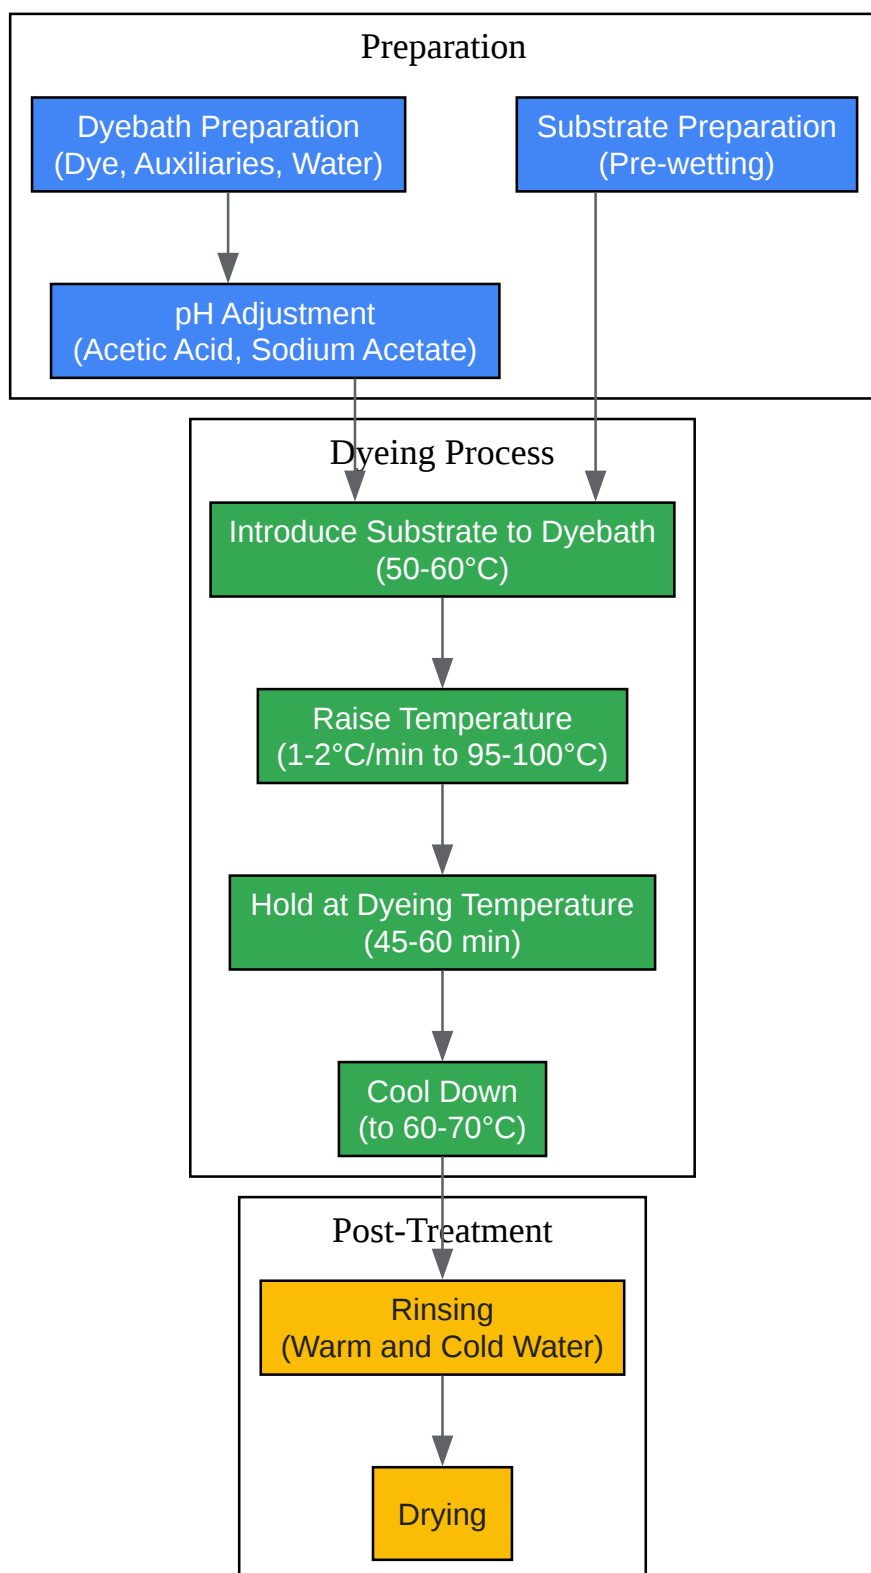 Preparation
Dyebath Preparation
(Dye, Auxiliaries, Water)
Substrate Preparation
(Pre-wetting)
pH Adjustment
(Acetic Acid, Sodium Acetate)
Dyeing Process
Introduce Substrate to Dyebath
(50-60°C)
Raise Temperature
(1-2°C/min to 95-100°C)
Hold at Dyeing Temperature
(45-60 min)
Cool Down
(to 60-70°C)
Post-Treatment
Rinsing
(Warm and Cold Water)
Drying